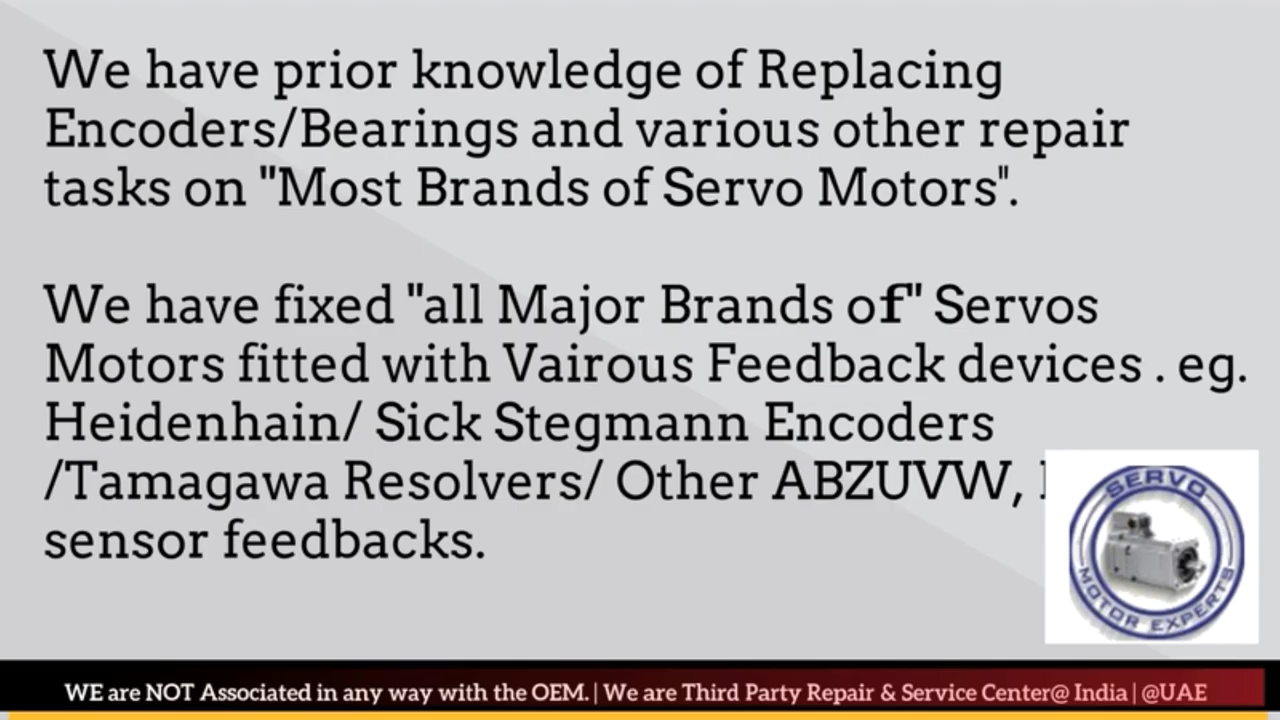 We have prior knowledge of Replacing
Encoders/Bearings and various other repair
tasks on "Most Brands of Servo Motors".
We have fixed "all Major Brands of" Servos
Motors fitted with Vairous Feedback devices . eg.
Heidenhain/ Sick Stegmann Encoders
/Tamagawa Resolvers/ Other ABZUVW,
sensor feedbacks.
SERVO
MOTOR EXPERTS
WE are NOT Associated in any way with the OEM. | We are Third Party Repair & Service Center@ India | @UAE